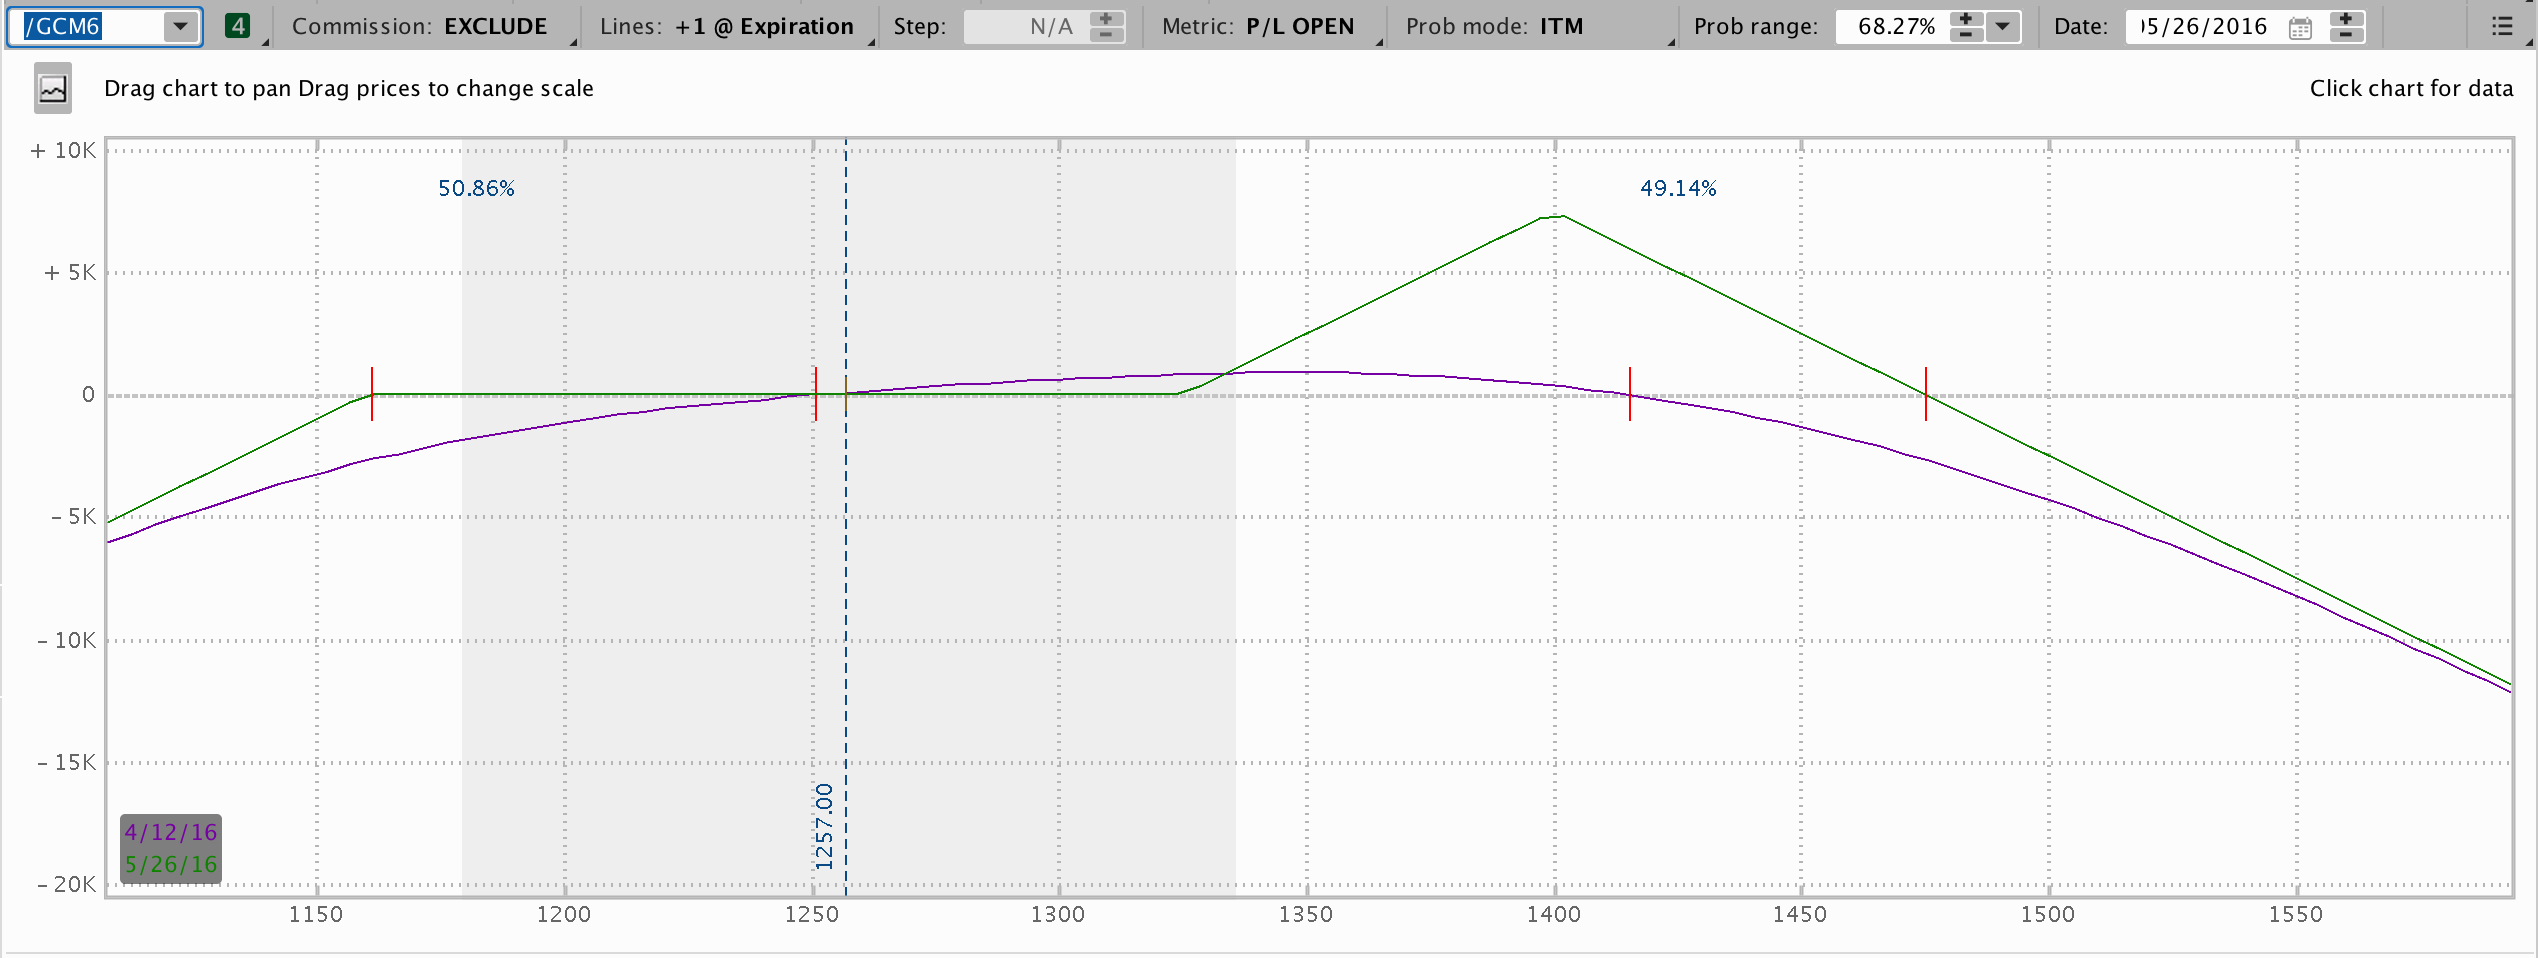 /GCM6 4 Commission: EXCLUDE Lines: +1 @ Expiration Step: N/A Metric: P/L OPEN Prob mode: ITM Prob range: 68.27% Date: 05/26/2016
Drag chart to pan Drag prices to change scale Click chart for data
+ 10K
50.86% 49.14%
+ 5K
0
- 5K
- 10K
- 15K
1257.00
4/12/16
5/26/16
- 20K
1150 1200 1250 1300 1350 1400 1450 1500 1550